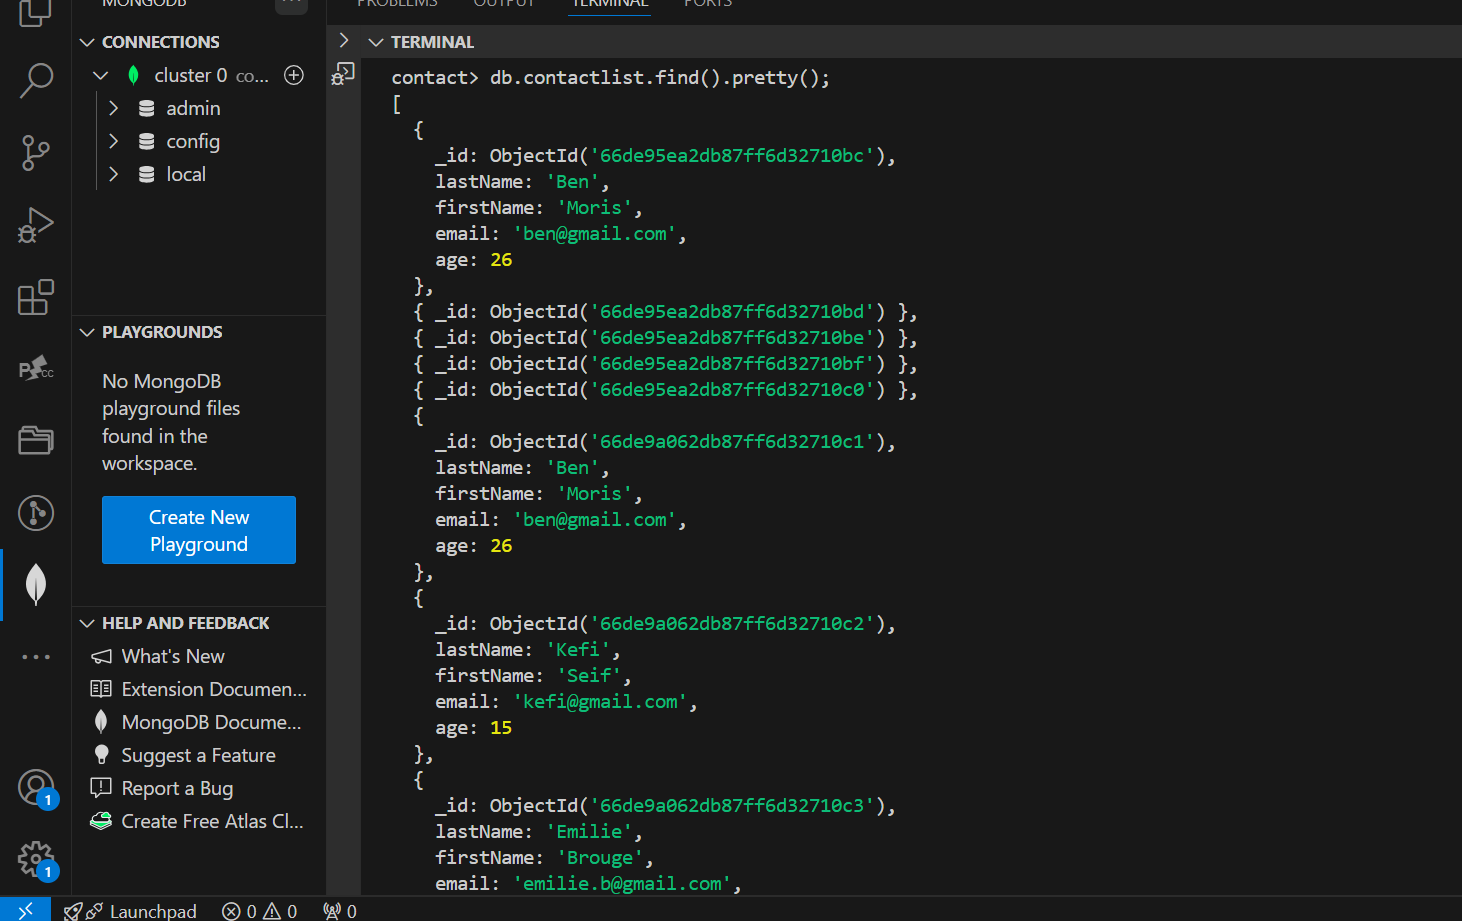 MONGODB
CONNECTIONS
cluster 0 co...
admin
config
local
PLAYGROUNDS
No MongoDB
playground files
found in the
workspace.
Create New
Playground
HELP AND FEEDBACK
What's New
Extension Documen...
MongoDB Docume...
Suggest a Feature
Report a Bug
Create Free Atlas Cl...
CC
1
1
PROBLEMS OUTPUT TERMINAL PORTS
TERMINAL
contact> db.contactlist.find().pretty();
[
{
_id: ObjectId('66de95ea2db87ff6d32710bc'),
lastName: 'Ben',
firstName: 'Moris',
email: 'ben@gmail.com',
age: 26
},
{ _id: ObjectId('66de95ea2db87ff6d32710bd') },
{ _id: ObjectId('66de95ea2db87ff6d32710be') },
{ _id: ObjectId('66de95ea2db87ff6d32710bf') },
{ _id: ObjectId('66de95ea2db87ff6d32710c0') },
{
_id: ObjectId('66de9a062db87ff6d32710c1'),
lastName: 'Ben',
firstName: 'Moris',
email: 'ben@gmail.com',
age: 26
},
{
_id: ObjectId('66de9a062db87ff6d32710c2'),
lastName: 'Kefi',
firstName: 'Seif',
email: 'kefi@gmail.com',
age: 15
},
{
_id: ObjectId('66de9a062db87ff6d32710c3'),
lastName: 'Emilie',
firstName: 'Brouge',
email: 'emilie.b@gmail.com',
Launchpad 0 0 0